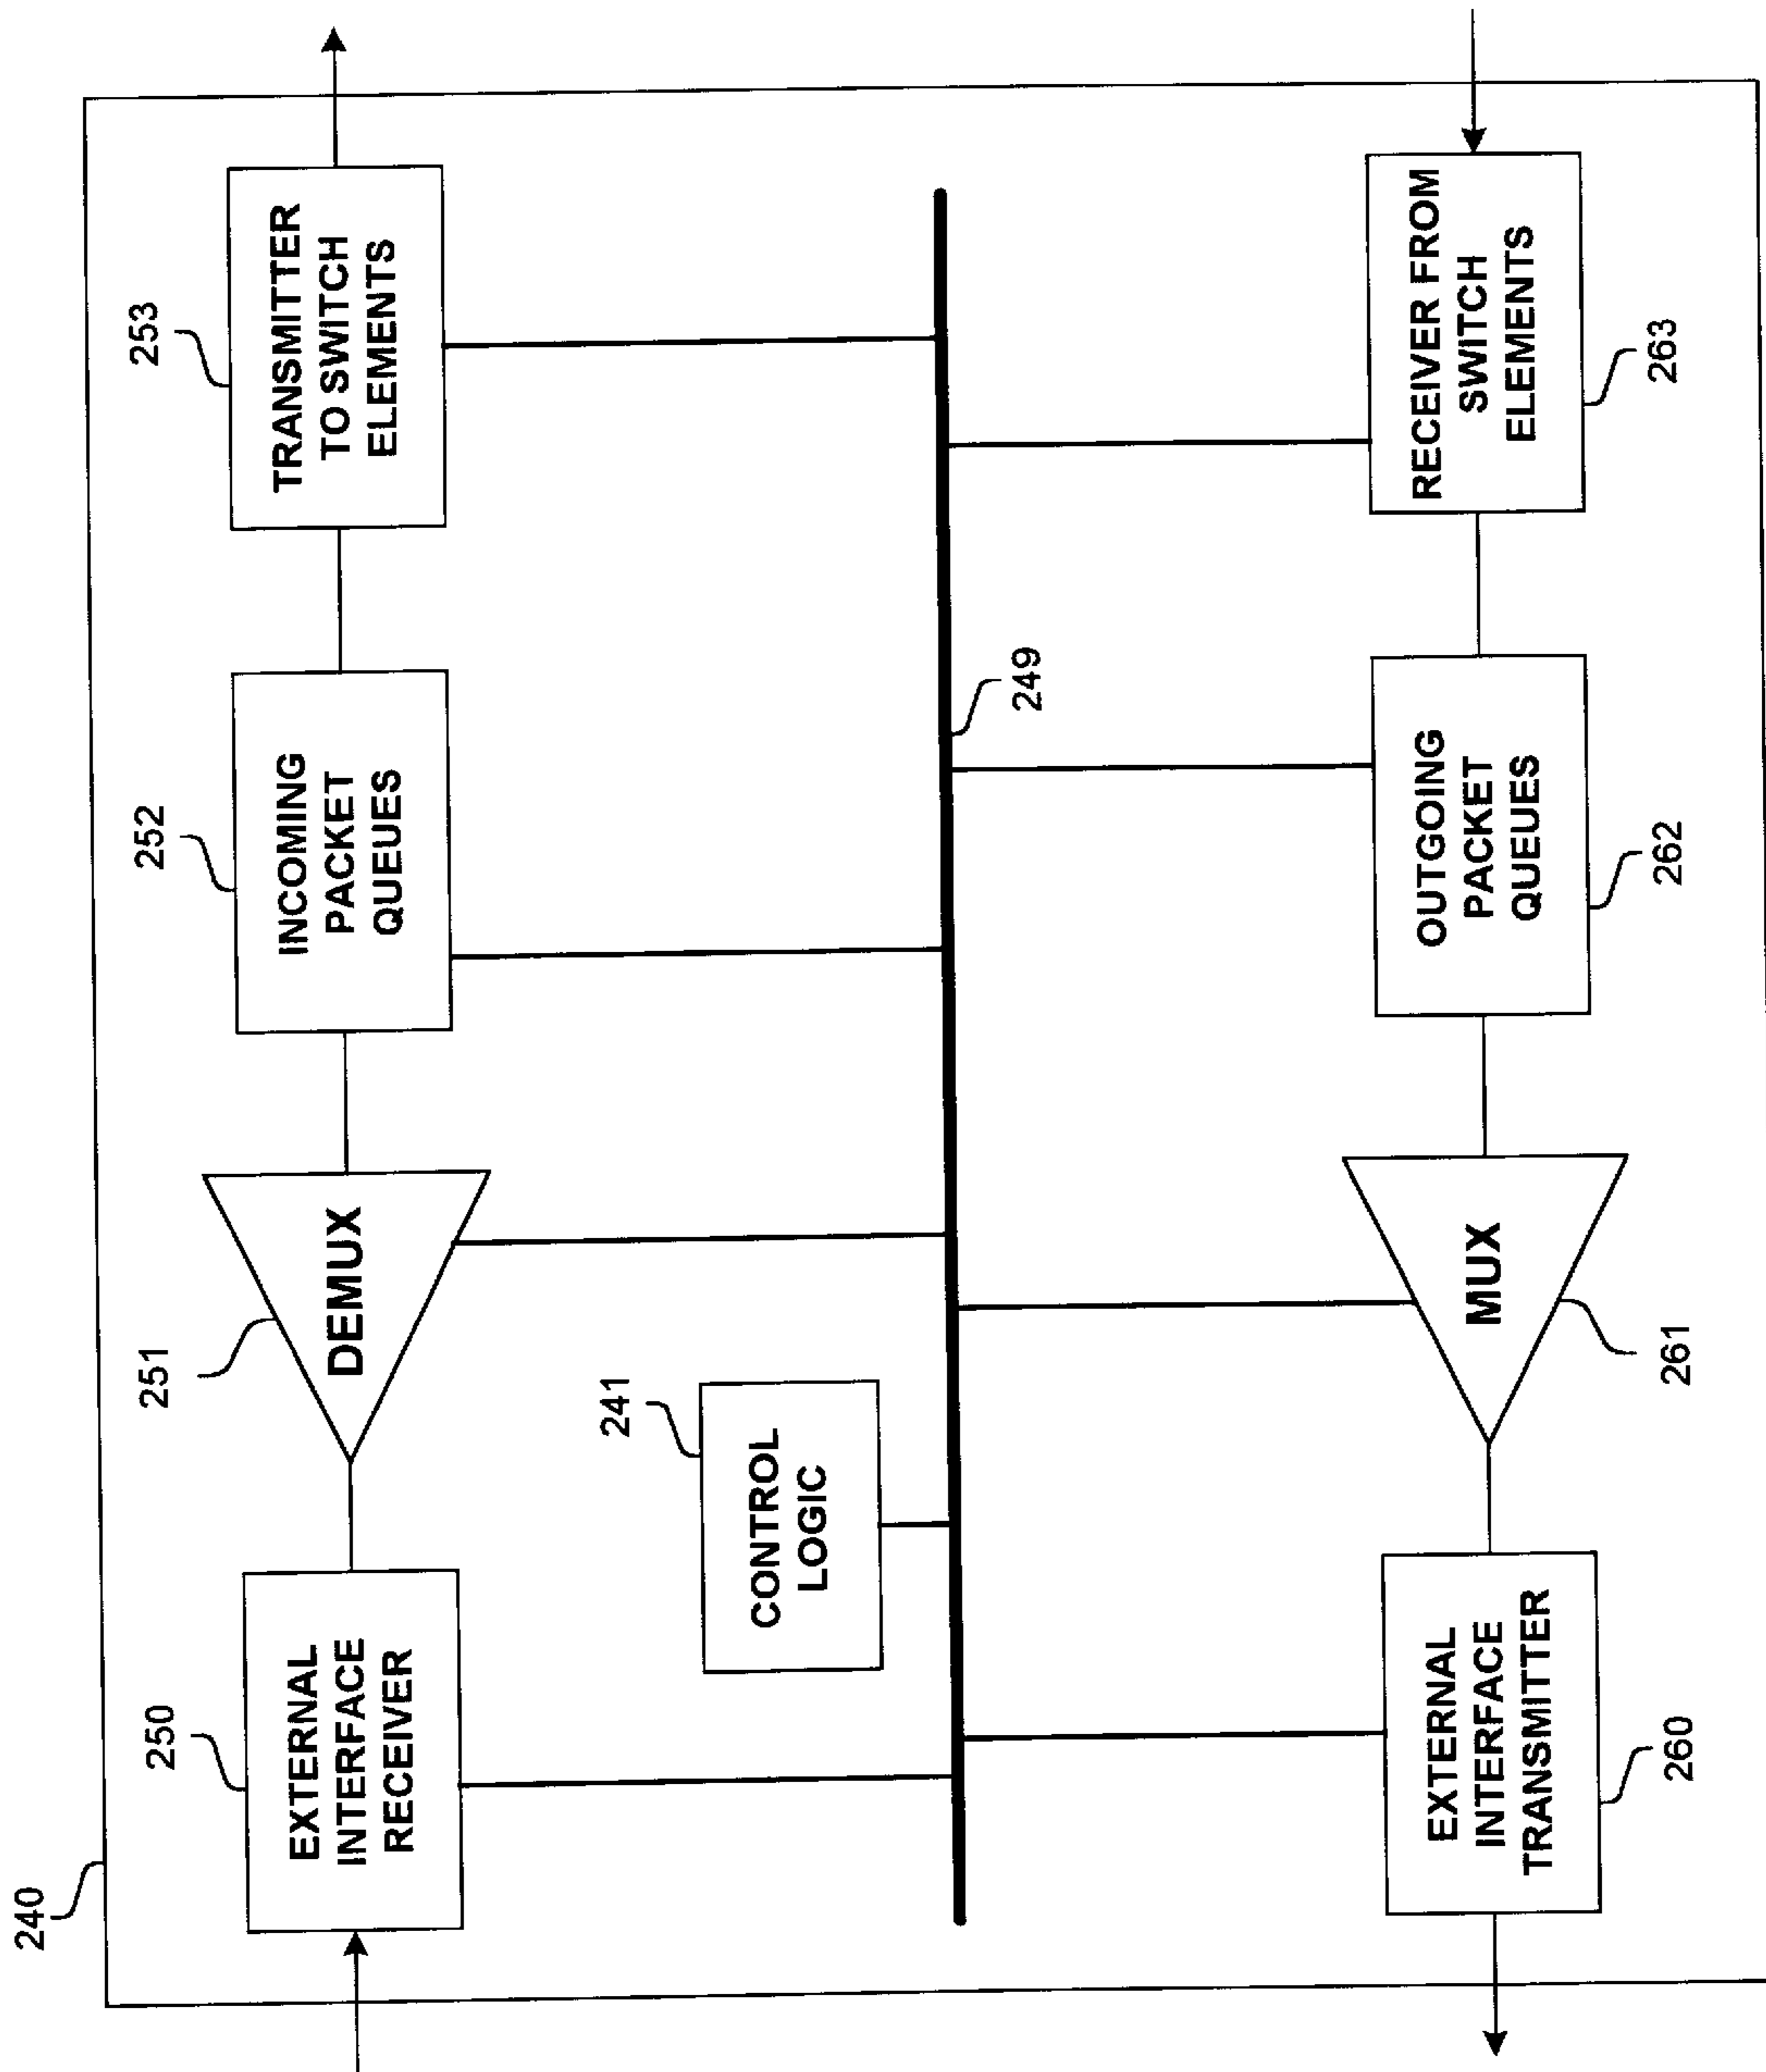 240
250
EXTERNAL
INTERFACE
RECEIVER
251
DEMUX
252
INCOMING
PACKET
QUEUES
253
TRANSMITTER
TO SWITCH
ELEMENTS
241
CONTROL
LOGIC
249
EXTERNAL
INTERFACE
TRANSMITTER
260
MUX
261
OUTGOING
PACKET
QUEUES
262
RECEIVER FROM
SWITCH
ELEMENTS
263